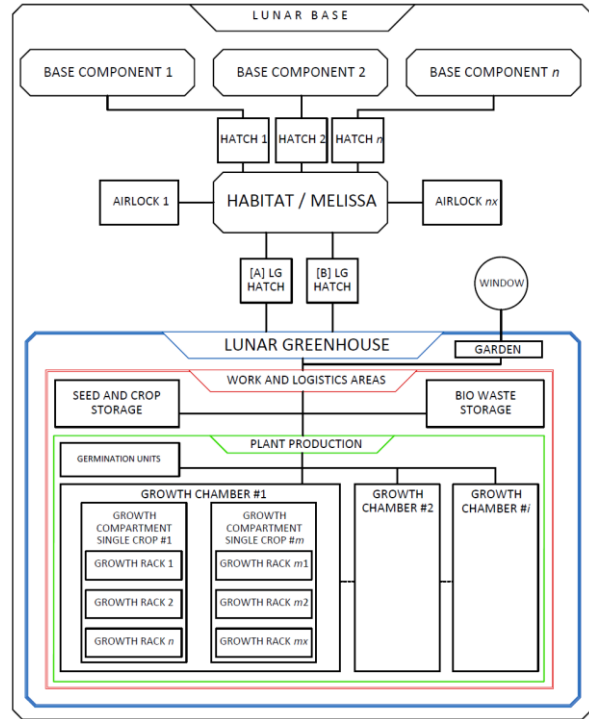 LUNAR BASE
BASE COMPONENT 1
BASE COMPONENT 2
BASE COMPONENT n
HATCH 1
HATCH 2
HATCH n
AIRLOCK 1
HABITAT / MELISSA
AIRLOCK nx
[A] LG
HATCH
[B] LG
HATCH
WINDOW
LUNAR GREENHOUSE
GARDEN
WORK AND LOGISTICS AREAS
SEED AND CROP
STORAGE
BIO WASTE
STORAGE
PLANT PRODUCTION
GERMINATION UNITS
GROWTH CHAMBER #1
GROWTH
COMPARTMENT
SINGLE CROP #1
GROWTH RACK 1
GROWTH RACK 2
GROWTH RACK n
GROWTH
COMPARTMENT
SINGLE CROP #m
GROWTH RACK m1
GROWTH RACK m2
GROWTH RACK mx
GROWTH
CHAMBER #2
GROWTH
CHAMBER #i